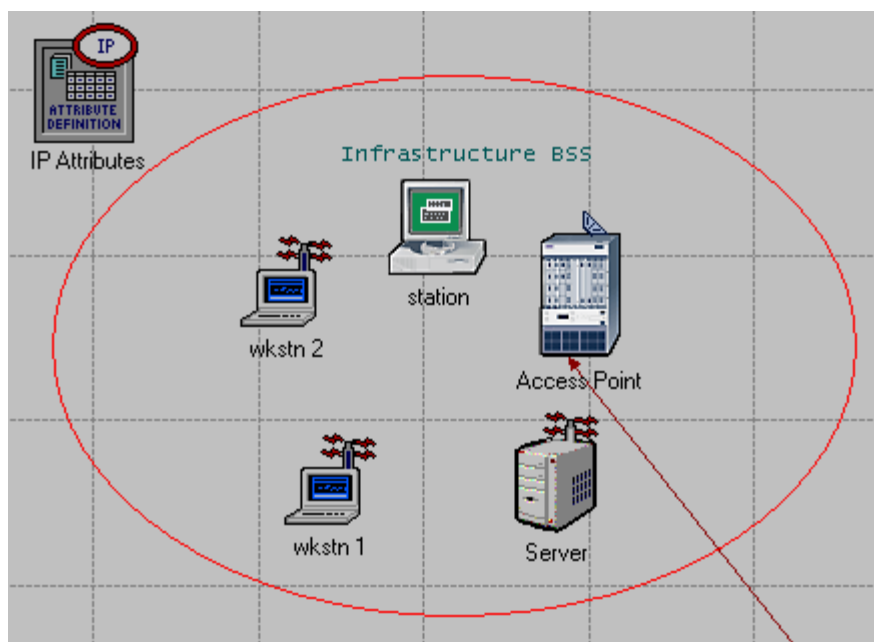 IP
ATTRIBUTE
DEFINITION
IP Attributes
Infrastructure BSS
station
wkstn 2
Access Point
wkstn 1
Server